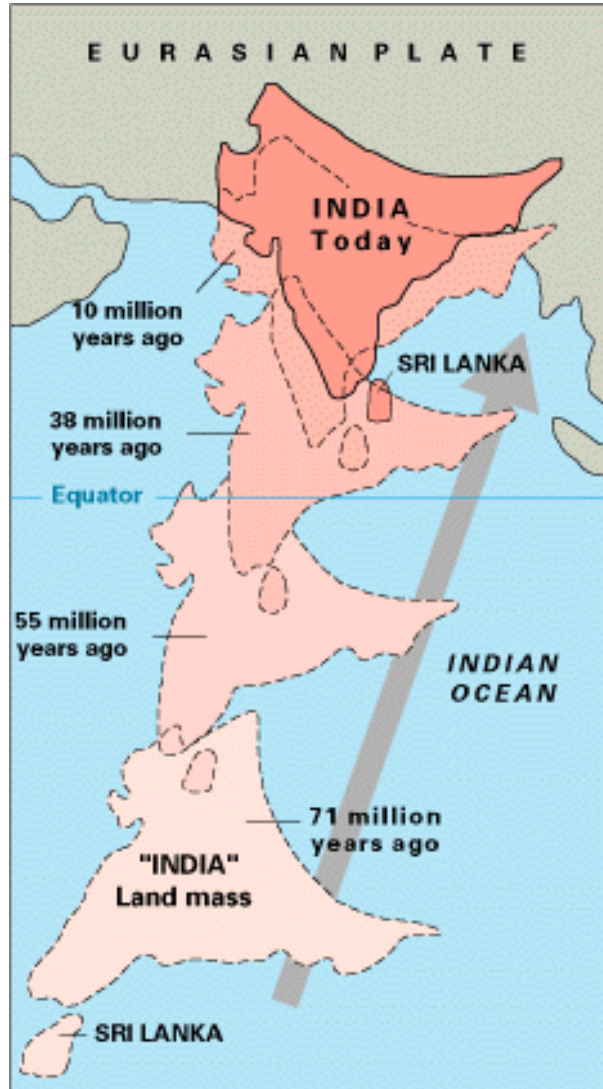 EURASIAN PLATE
INDIA
Today
10 million
years ago
SRI LANKA
38 million
years ago
Equator
55 million
years ago
INDIAN
OCEAN
71 million
years ago
"INDIA"
Land mass
SRI LANKA